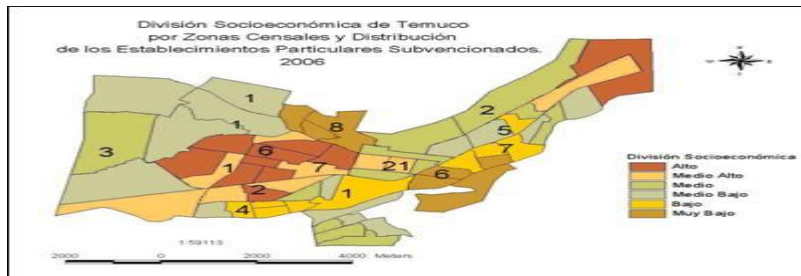 División Socioeconómica de Temuco
por Zonas Censales y Distribución
de los Establecimientos Particulares Subvencionados.
2006
1
8
2
1
5
3
6
7
1
7
21
6
2
1
4
División Socioeconómica
Alto
Medio Alto
Medio
Medio Bajo
Bajo
Muy Bajo
1:59113
2000 0 2000 4000 Meters